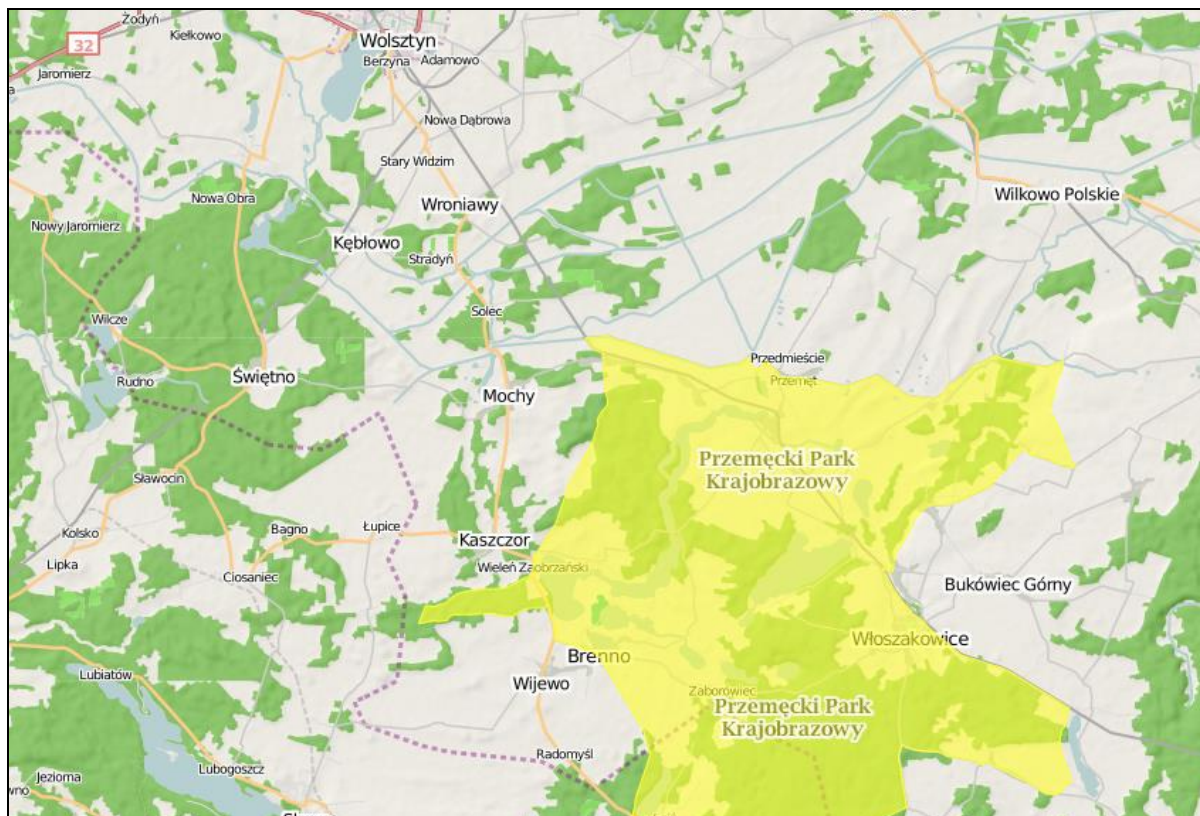 Żodyń
Kiełkowo
32
Wolsztyn
Berzyna
Adamowo
Jaromierz
Nowa Dąbrowa
Stary Widzim
Nowa Obra
Wroniawy
Wilkowo Polskie
Nowy Jaromierz
Kębłowo
Stradyń
Solec
Wilcze
Przedmieście
Rudno
Świętno
Przemęt
Mochy
Przemęcki Park
Krajobrazowy
Sławocin
Bagno
Łupice
Kolsko
Kaszczor
Lipka
Wieleń Zaobrzański
Ciosaniec
Bukówiec Górny
Włoszakowice
Brenno
Lubiatów
Wijewo
Zaborowiec
Przemęcki Park
Krajobrazowy
Radomyśl
Lubogoszcz
Jezioma
wno